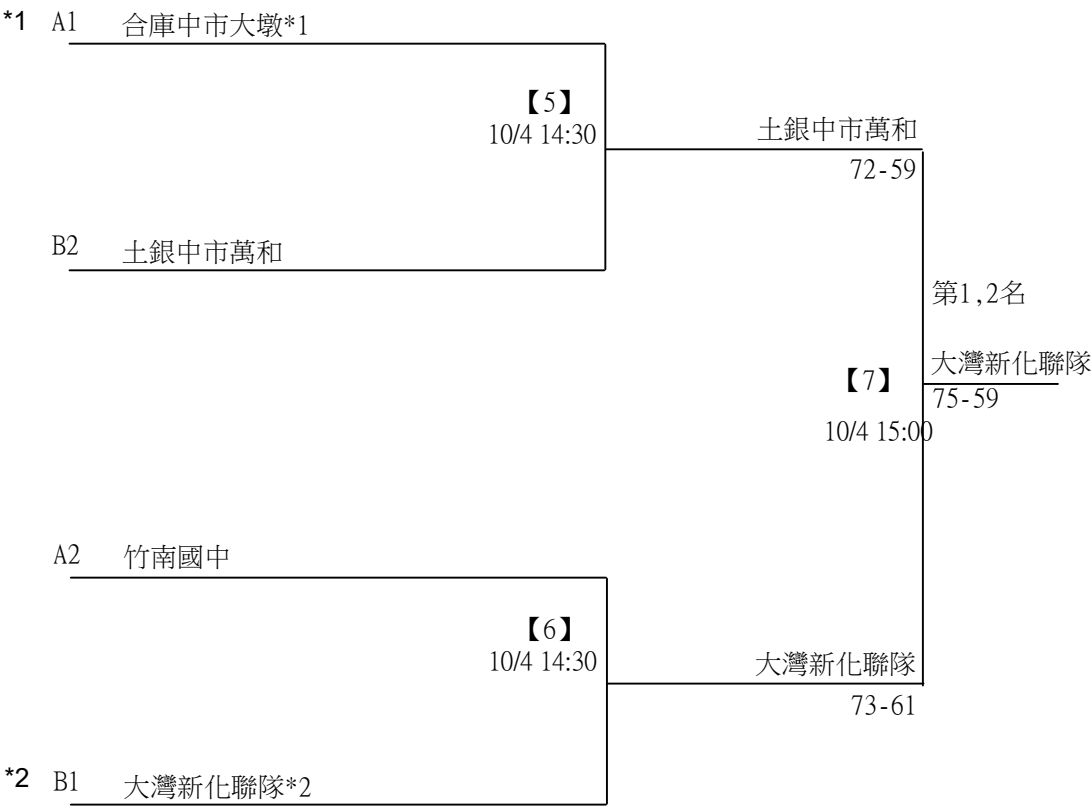 *1 A1 合庫中市大墩*1
【5】
10/4 14:30
土銀中市萬和
72-59
B2 土銀中市萬和
第1,2名
大灣新化聯隊
【7】
75-59
10/4 15:00
A2 竹南國中
【6】
10/4 14:30
大灣新化聯隊
73-61
*2 B1 大灣新化聯隊*2